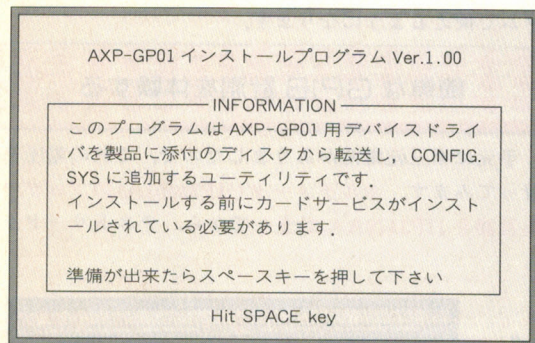 AXP-GP01 インストールプログラム Ver.1.00
INFORMATION
このプログラムは AXP-GP01 用デバイスドライ
バを製品に添付のディスクから転送し，CONFIG.
SYS に追加するユーティリティです．
インストールする前にカードサービスがインスト
ールされている必要があります．
準備が出来たらスペースキーを押して下さい
Hit SPACE key